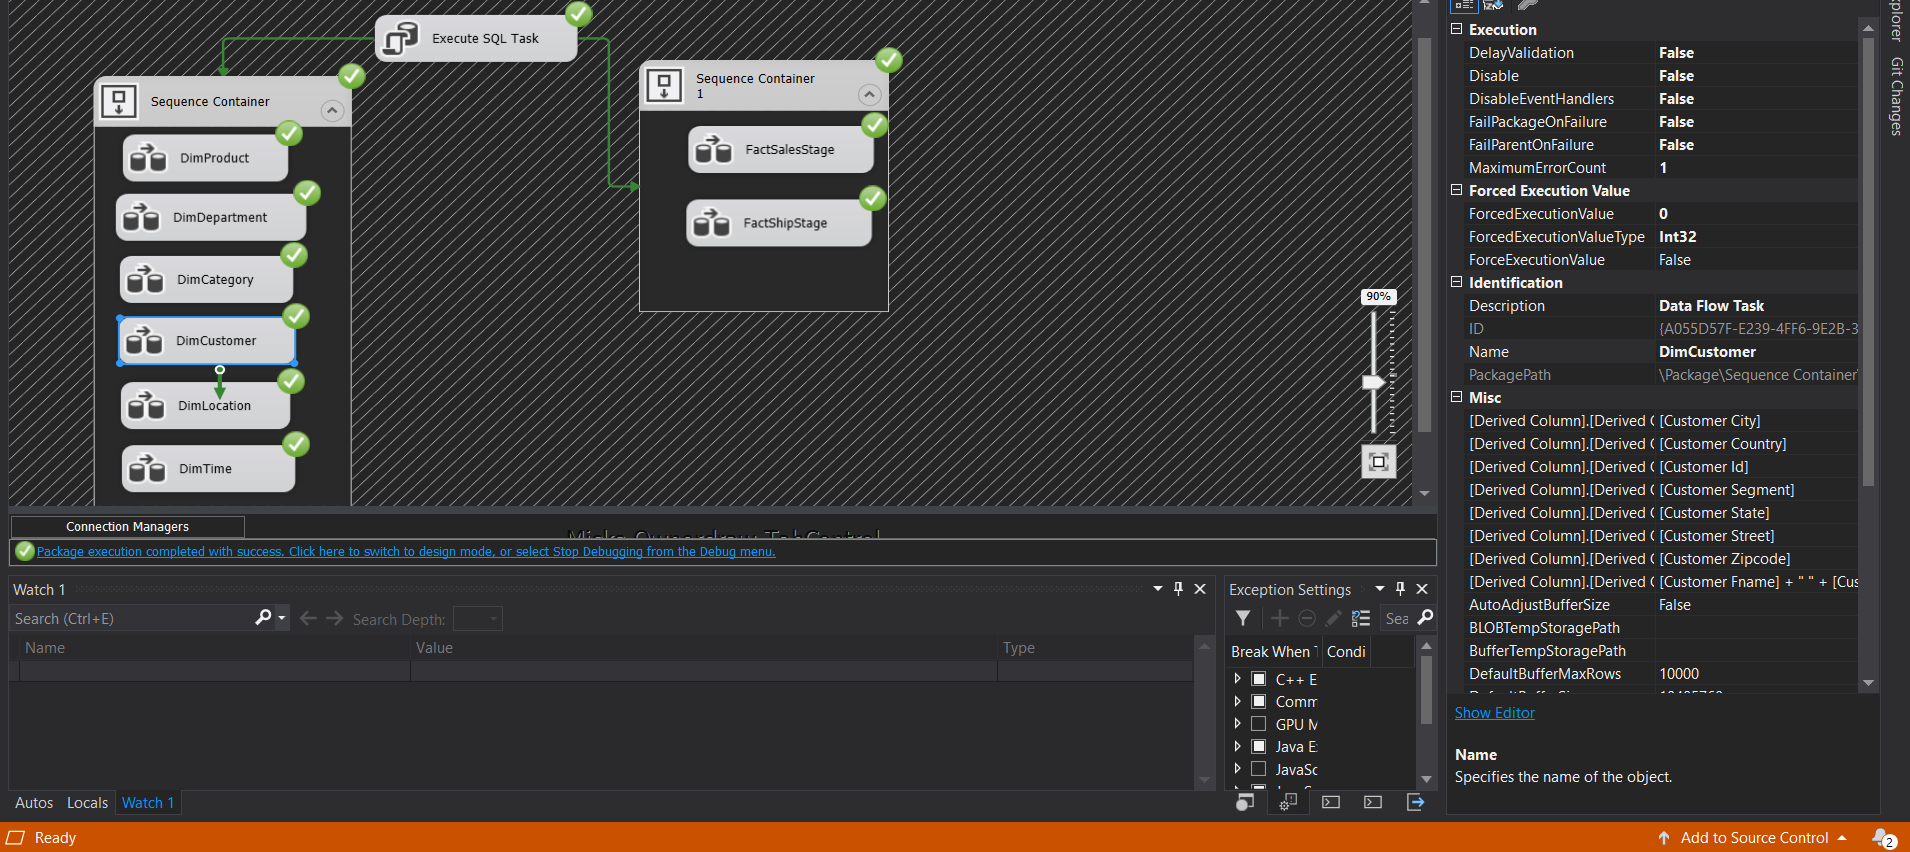 Execute SQL Task
Sequence Container
DimProduct
DimDepartment
DimCategory
DimCustomer
DimLocation
DimTime
Sequence Container
1
FactSalesStage
FactShipStage
90%
Connection Managers
Package execution completed with success. Click here to switch to design mode, or select Stop Debugging from the Debug menu.
Watch 1
Search (Ctrl+E)
Search Depth:
Name Value Type
Autos Locals Watch 1
Exception Settings
Sea
Break When Condi
C++ E
Comm
GPU M
Java E
JavaSc
Execution
DelayValidation False
Disable False
DisableEventHandlers False
FailPackageOnFailure False
FailParentOnFailure False
MaximumErrorCount 1
Forced Execution Value
ForcedExecutionValue 0
ForcedExecutionValueType Int32
ForceExecutionValue False
Identification
Description Data Flow Task
ID {A055D57F-E239-4FF6-9E2B-3
Name DimCustomer
PackagePath \Package\Sequence Container\
Misc
[Derived Column].[Derived C [Customer City]
[Derived Column].[Derived C [Customer Country]
[Derived Column].[Derived C [Customer Id]
[Derived Column].[Derived C [Customer Segment]
[Derived Column].[Derived C [Customer State]
[Derived Column].[Derived C [Customer Street]
[Derived Column].[Derived C [Customer Zipcode]
[Derived Column].[Derived C [Customer Fname] + " " + [Cus
AutoAdjustBufferSize False
BLOBTempStoragePath
BufferTempStoragePath
DefaultBufferMaxRows 10000
Show Editor
Name
Specifies the name of the object.
plorer
Git Changes
Ready
Add to Source Control
2